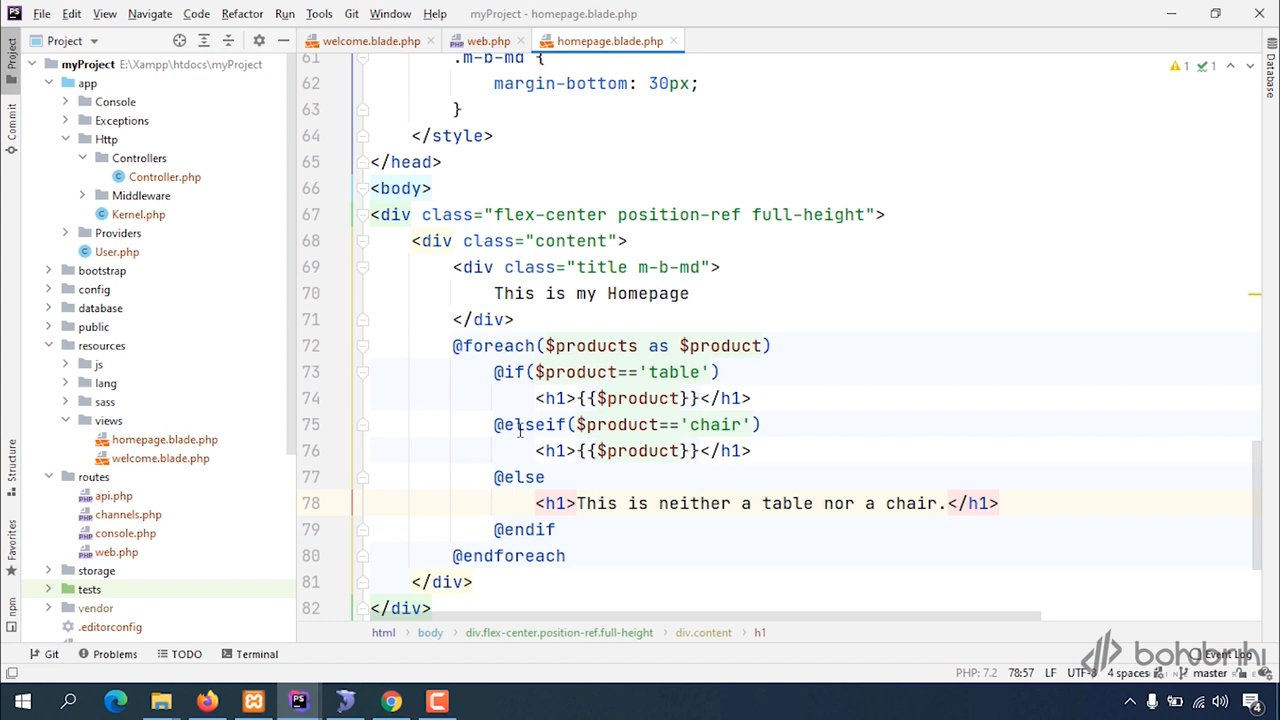 PS File Edit View Navigate Code Refactor Run Tools Git Window Help myProject - homepage.blade.php
Project
welcome.blade.php
web.php
homepage.blade.php
myProject E:\Xampp\htdocs\myProject
app
Console
Exceptions
Http
Controllers
Controller.php
Middleware
Kernel.php
Providers
User.php
bootstrap
config
database
public
resources
js
lang
sass
views
homepage.blade.php
welcome.blade.php
routes
api.php
channels.php
console.php
web.php
storage
tests
vendor
.editorconfig
Project
Commit
Structure
Favorites
npm
61 .m-b-md {
62 margin-bottom: 30px;
63 }
64 </style>
65 </head>
66 <body>
67 <div class="flex-center position-ref full-height">
68 <div class="content">
69 <div class="title m-b-md">
70 This is my Homepage
71 </div>
72 @foreach($products as $product)
73 @if($product=='table')
74 <h1>{{$product}}</h1>
75 @elseif($product=='chair')
76 <h1>{{$product}}</h1>
77 @else
78 <h1>This is neither a table nor a chair.</h1>
79 @endif
80 @endforeach
81 </div>
82 </div>
1 1
Database
html body div.flex-center.position-ref.full-height div.content h1
Git Problems TODO Terminal Event Log
PHP: 7.2 78:57 LF UTF-8 4 spaces master
bohubrihi
PS 4